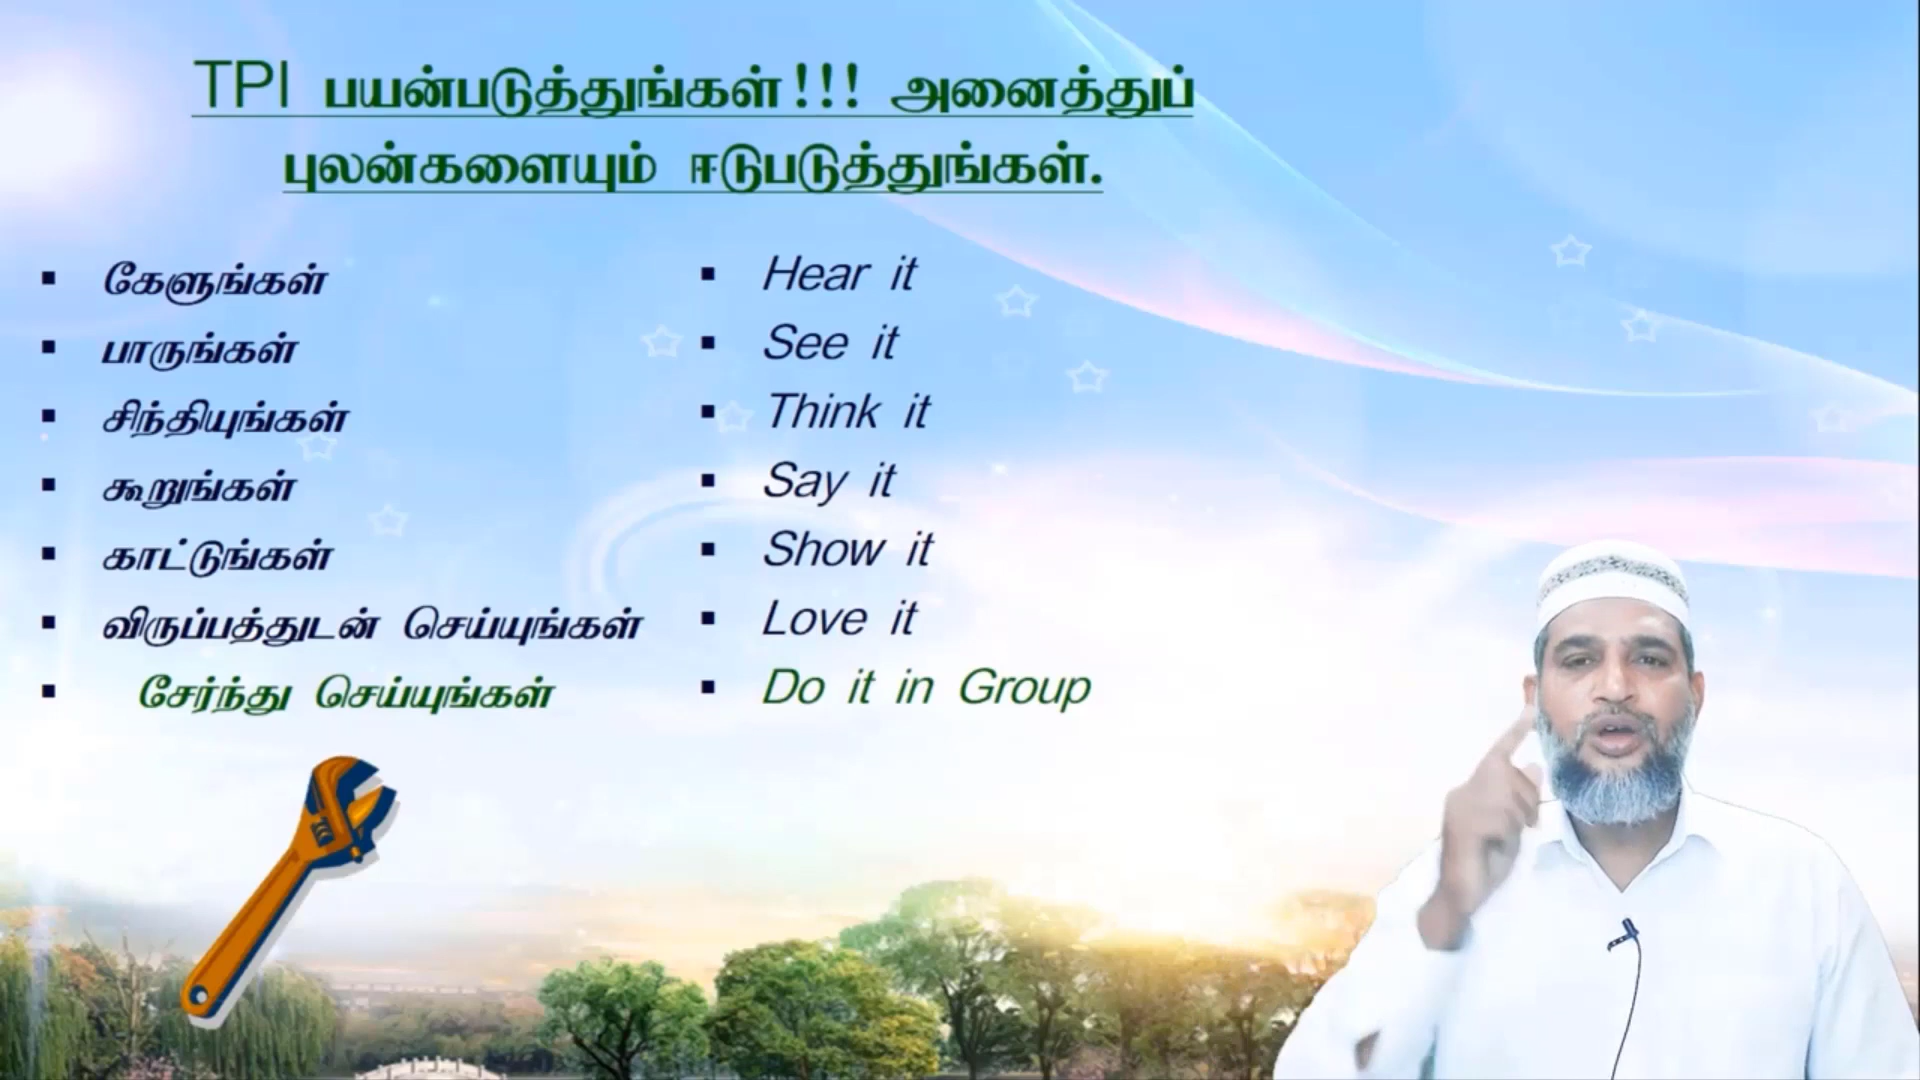 TPI பயன்படுத்துங்கள்!!! அனைத்துப்
புலன்களையும் ஈடுபடுத்துங்கள்.
▪ கேளுங்கள்
▪ பாருங்கள்
▪ சிந்தியுங்கள்
▪ கூறுங்கள்
▪ காட்டுங்கள்
▪ விருப்பத்துடன் செய்யுங்கள்
▪ சேர்ந்து செய்யுங்கள்
▪ Hear it
▪ See it
▪ Think it
▪ Say it
▪ Show it
▪ Love it
▪ Do it in Group